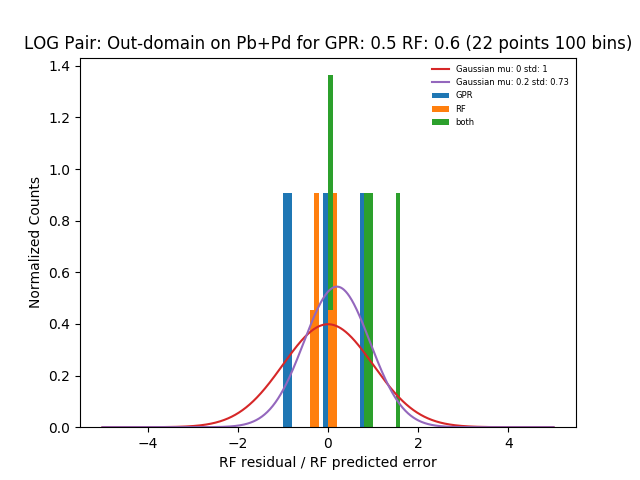 LOG Pair: Out-domain on Pb+Pd for GPR: 0.5 RF: 0.6 (22 points 100 bins)
Gaussian mu: 0 std: 1
Gaussian mu: 0.2 std: 0.73
GPR
RF
both
Normalized Counts
1.4
1.2
1.0
0.8
0.6
0.4
0.2
0.0
−4 −2 0 2 4
RF residual / RF predicted error